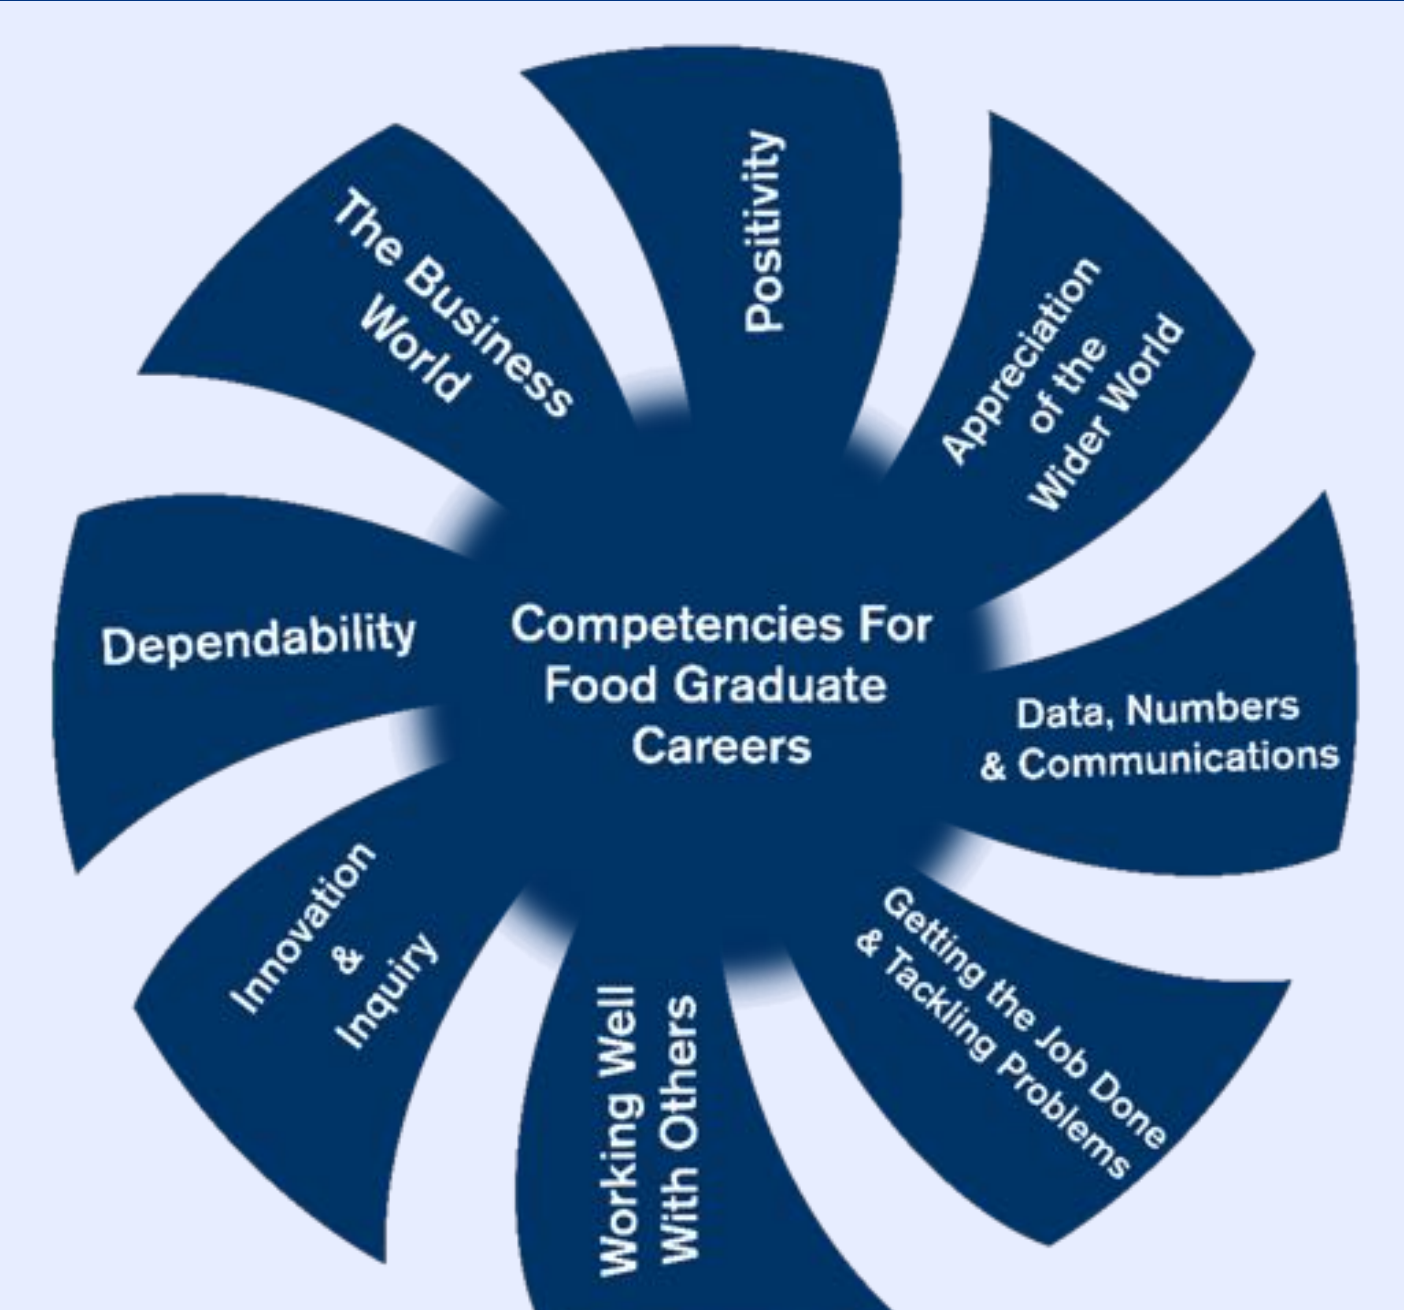 Competencies For
Food Graduate
Careers
Positivity
Appreciation
of the
Wider World
Data, Numbers
& Communications
Getting the Job Done
& Tackling Problems
Working Well
With Others
Innovation
&
Inquiry
Dependability
The Business
World